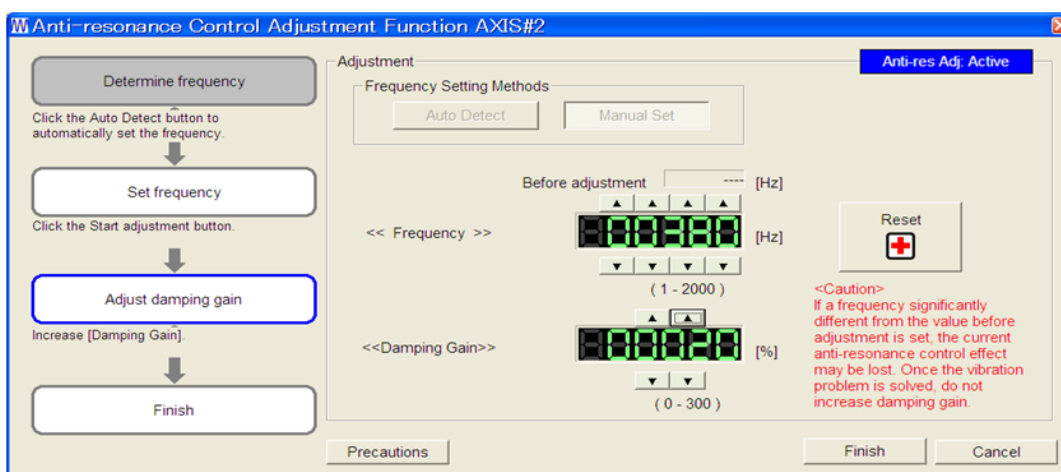 Anti-resonance Control Adjustment Function AXIS#2
Determine frequency
Click the Auto Detect button to
automatically set the frequency.
Set frequency
Click the Start adjustment button.
Adjust damping gain
Increase [Damping Gain].
Finish
Adjustment
Anti-res Adj: Active
Frequency Setting Methods
Auto Detect
Manual Set
Before adjustment ---- [Hz]
<< Frequency >> 00380 [Hz]
( 1 - 2000 )
<<Damping Gain>> 00020 [%]
( 0 - 300 )
Reset
<Caution>
If a frequency significantly
different from the value before
adjustment is set, the current
anti-resonance control effect
may be lost. Once the vibration
problem is solved, do not
increase damping gain.
Precautions
Finish
Cancel